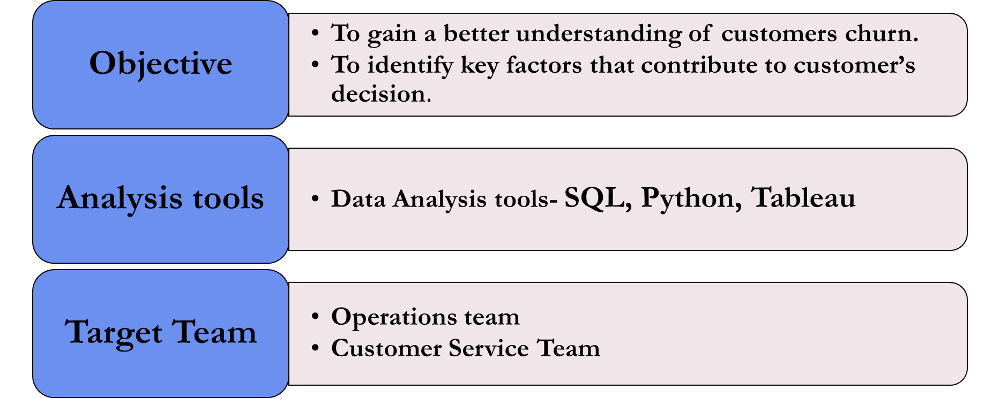 Objective
• To gain a better understanding of customers churn.
• To identify key factors that contribute to customer’s
decision.
Analysis tools
• Data Analysis tools- SQL, Python, Tableau
Target Team
• Operations team
• Customer Service Team